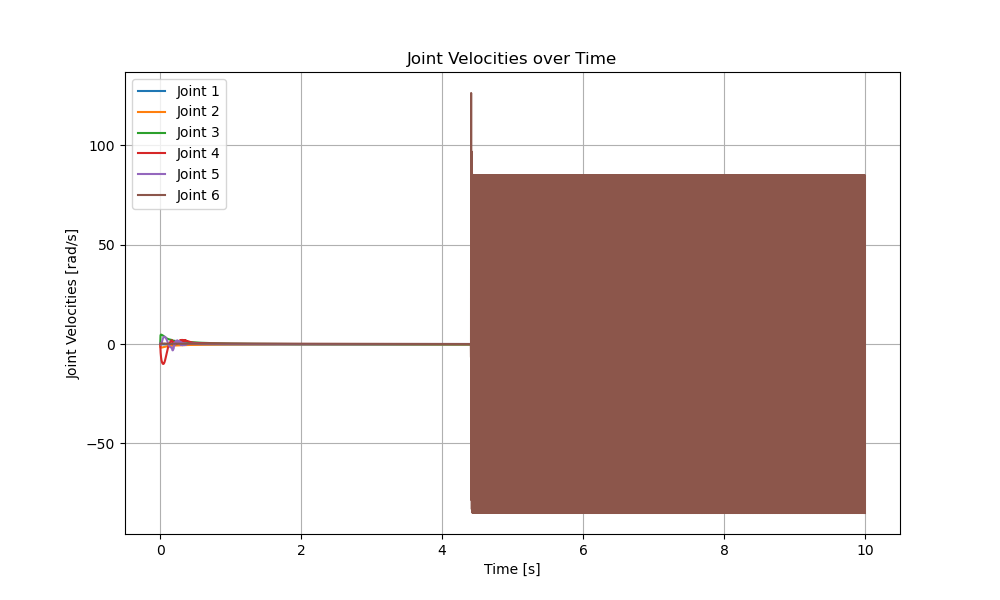 Joint Velocities over Time
Joint 1
Joint 2
Joint 3
Joint 4
Joint 5
Joint 6
Joint Velocities [rad/s]
100
50
0
−50
0 2 4 6 8 10
Time [s]